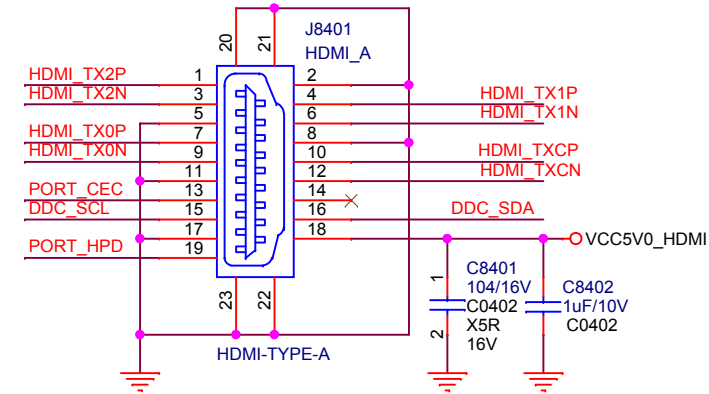 J8401
HDMI_A
20
21
HDMI_TX2P
1
2
HDMI_TX2N
3
4
HDMI_TX1P
5
6
HDMI_TX1N
HDMI_TX0P
7
8
HDMI_TX0N
9
10
HDMI_TXCP
11
12
HDMI_TXCN
PORT_CEC
13
14
DDC_SCL
15
16
DDC_SDA
17
18
VCC5V0_HDMI
PORT_HPD
19
23
22
HDMI-TYPE-A
1
2
C8401
104/16V
C0402
X5R
16V
C8402
1uF/10V
C0402